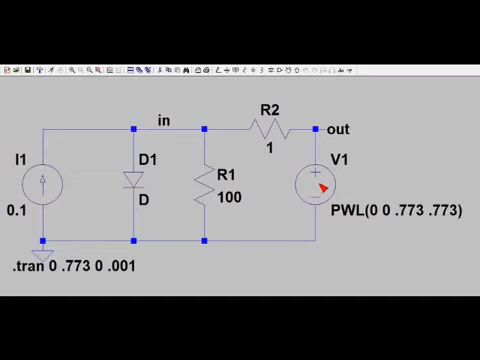 R2
in
out
1
I1
D1
V1
R1
D
100
0.1
PWL(0 0 .773 .773)
.tran 0 .773 0 .001